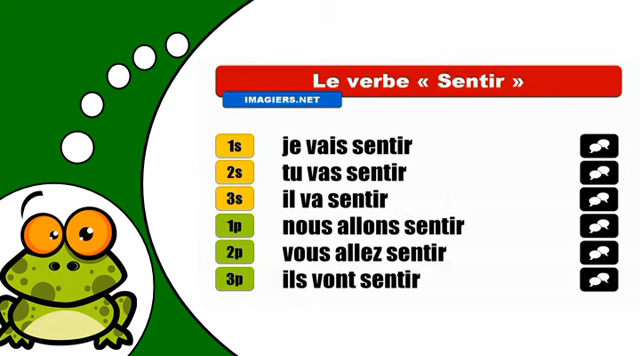 Le verbe « Sentir »
IMAGIERS.NET
1s je vais sentir
2s tu vas sentir
3s il va sentir
1p nous allons sentir
2p vous allez sentir
3p ils vont sentir